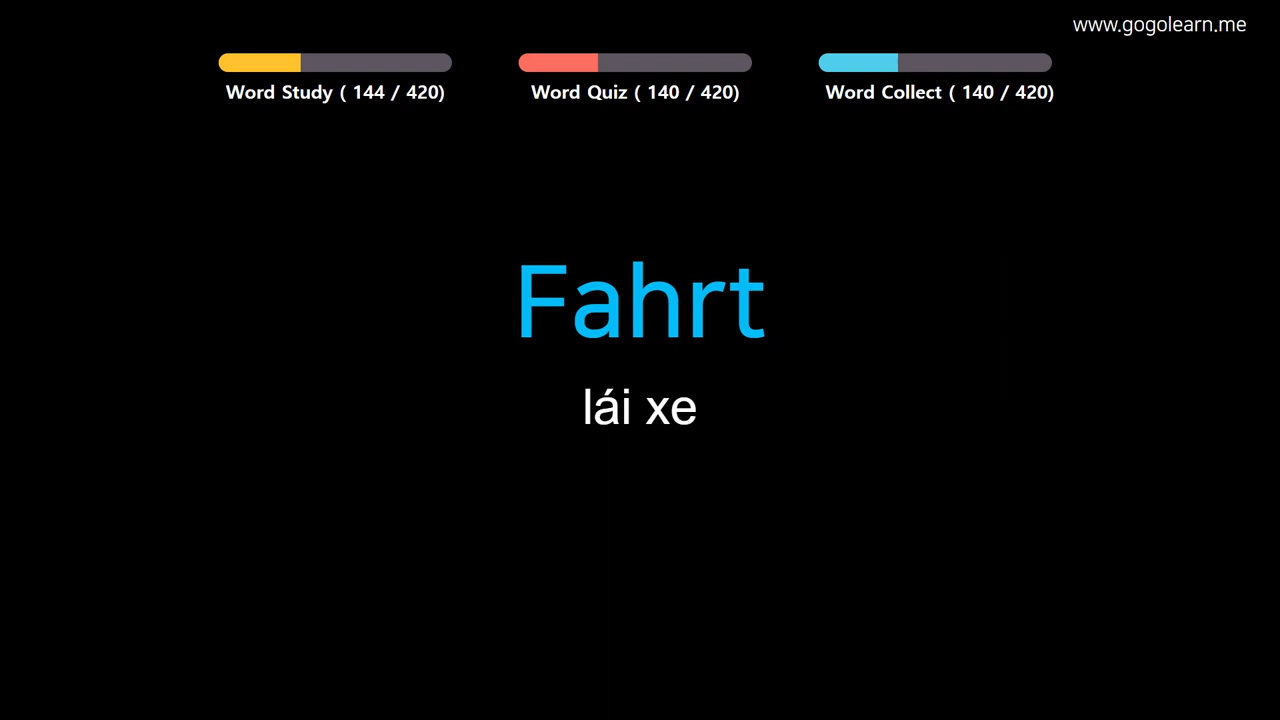 www.gogolearn.me
Word Study ( 144 / 420)
Word Quiz ( 140 / 420)
Word Collect ( 140 / 420)
Fahrt
lái xe